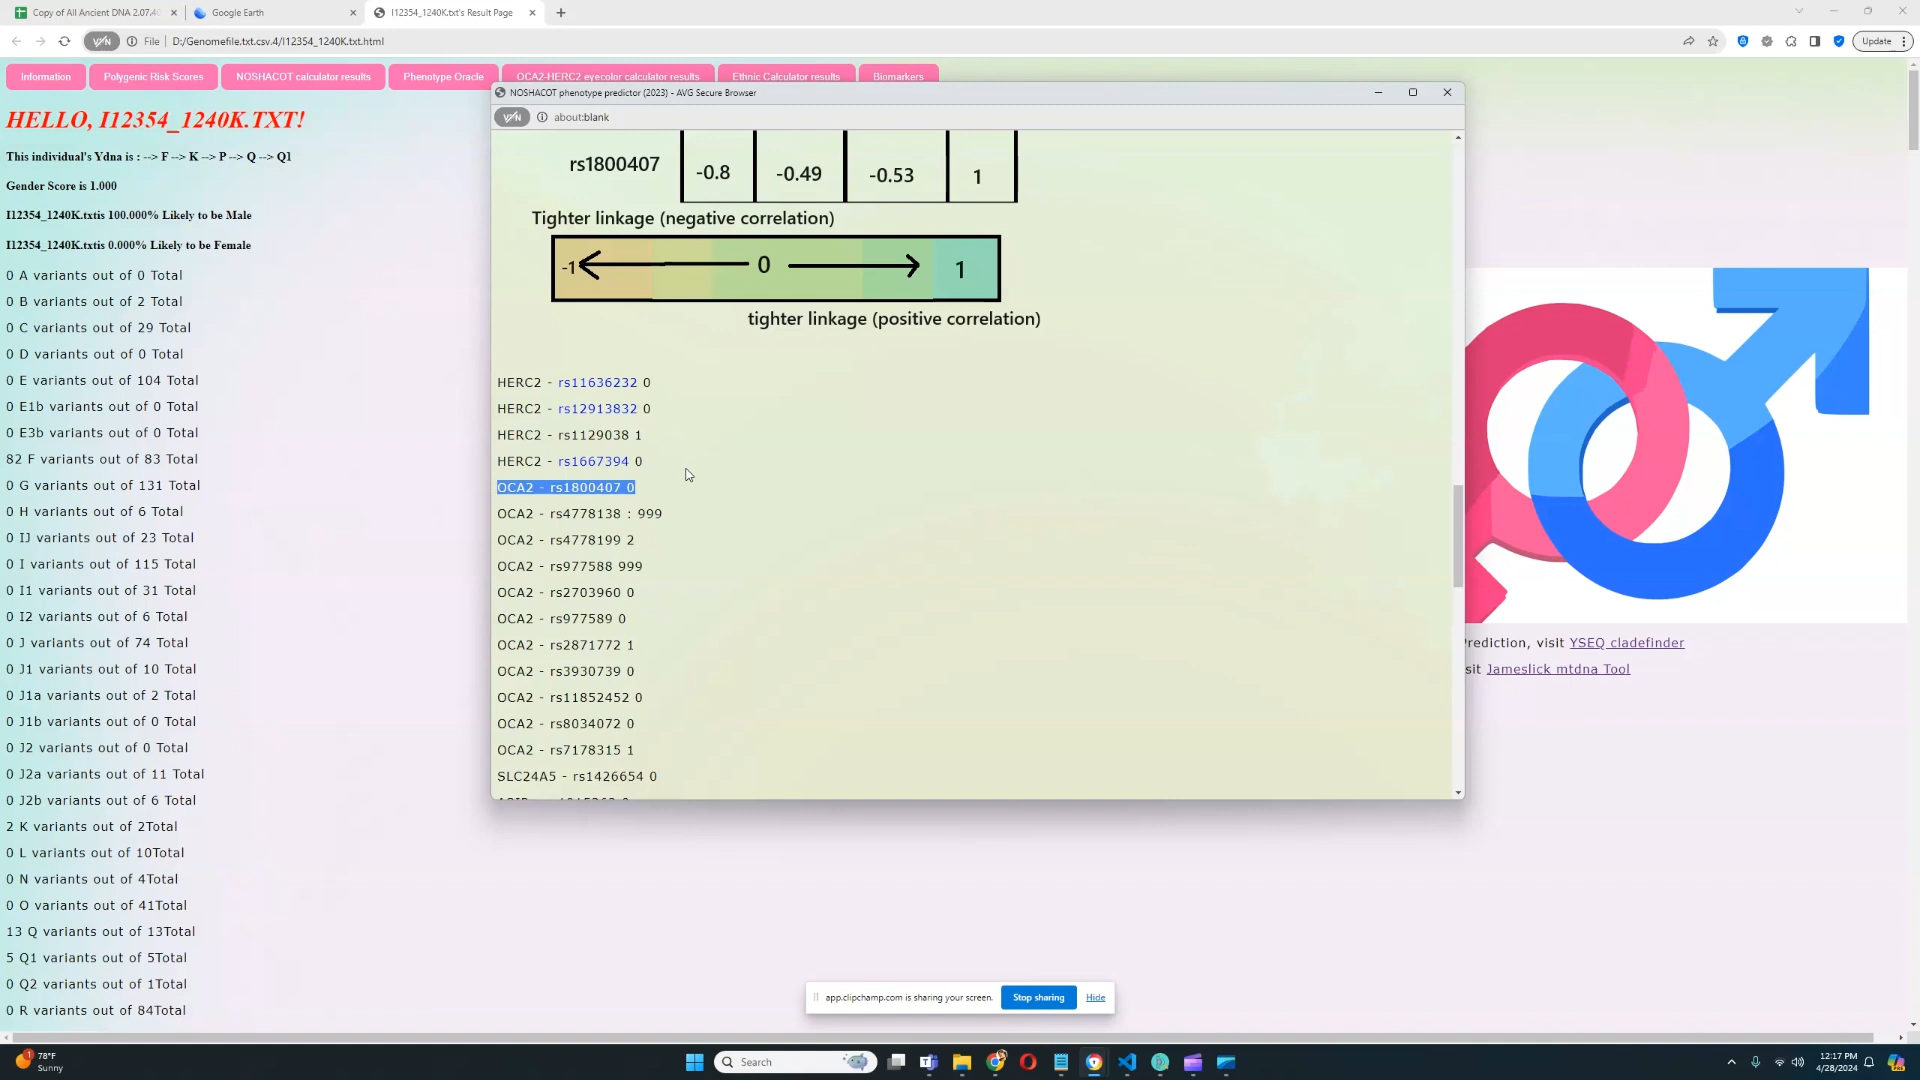 Copy of All Ancient DNA 2.07.40
Google Earth
I12354_1240K.txt's Result Page
File
D:/Genomefile.txt.csv.4/I12354_1240K.txt.html
Update
Information
Polygenic Risk Scores
NOSHACOT calculator results
Phenotype Oracle
OCA2-HERC2 eyecolor calculator results
Ethnic Calculator results
Biomarkers
HELLO, I12354_1240K.TXT!
This individual's Ydna is : --> F --> K --> P --> Q --> Q1
Gender Score is 1.000
I12354_1240K.txtis 100.000% Likely to be Male
I12354_1240K.txtis 0.000% Likely to be Female
0 A variants out of 0 Total
0 B variants out of 2 Total
0 C variants out of 29 Total
0 D variants out of 0 Total
0 E variants out of 104 Total
0 E1b variants out of 0 Total
0 E3b variants out of 0 Total
82 F variants out of 83 Total
0 G variants out of 131 Total
0 H variants out of 6 Total
0 IJ variants out of 23 Total
0 I variants out of 115 Total
0 I1 variants out of 31 Total
0 I2 variants out of 6 Total
0 J variants out of 74 Total
0 J1 variants out of 10 Total
0 J1a variants out of 2 Total
0 J1b variants out of 0 Total
0 J2 variants out of 0 Total
0 J2a variants out of 11 Total
0 J2b variants out of 6 Total
2 K variants out of 2Total
0 L variants out of 10Total
0 N variants out of 4Total
0 O variants out of 41Total
13 Q variants out of 13Total
5 Q1 variants out of 5Total
0 Q2 variants out of 1Total
0 R variants out of 84Total
NOSHACOT phenotype predictor (2023) - AVG Secure Browser
about:blank
rs1800407 -0.8 -0.49 -0.53 1
Tighter linkage (negative correlation)
-1 0 1
tighter linkage (positive correlation)
HERC2 - rs11636232 0
HERC2 - rs12913832 0
HERC2 - rs1129038 1
HERC2 - rs1667394 0
OCA2 - rs1800407 0
OCA2 - rs4778138 : 999
OCA2 - rs4778199 2
OCA2 - rs977588 999
OCA2 - rs2703960 0
OCA2 - rs977589 0
OCA2 - rs2871772 1
OCA2 - rs3930739 0
OCA2 - rs11852452 0
OCA2 - rs8034072 0
OCA2 - rs7178315 1
SLC24A5 - rs1426654 0
rediction, visit YSEQ cladefinder
sit Jameslick mtdna Tool
app.clipchamp.com is sharing your screen.
Stop sharing
Hide
78°F
Sunny
Search
12:17 PM
4/28/2024